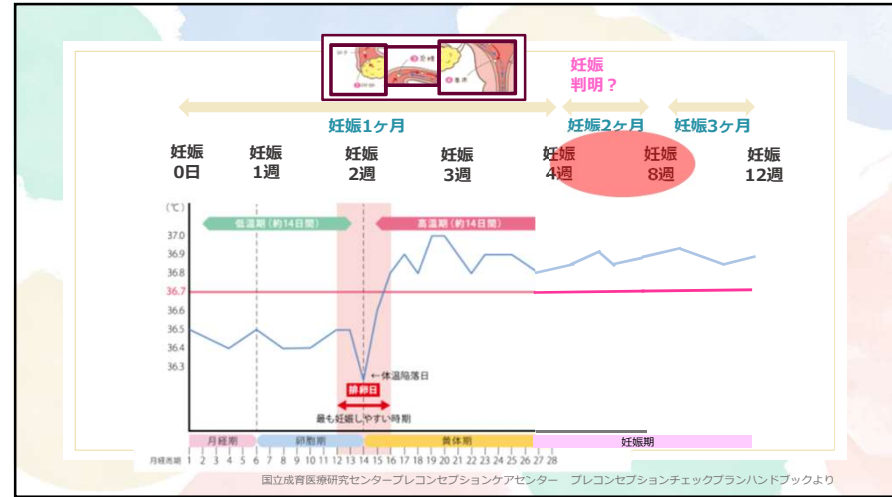 ❷受精
❹着床
妊娠
判明？
妊娠1ヶ月
妊娠2ヶ月
妊娠3ヶ月
妊娠
0日
妊娠
1週
妊娠
2週
妊娠
3週
妊娠
4週
妊娠
8週
妊娠
12週
(℃)
低温期（約14日間）
高温期（約14日間）
37.0
36.9
36.8
36.7
36.6
36.5
36.4
36.3
←体温陥落日
排卵日
最も妊娠しやすい時期
月経期
卵胞期
黄体期
妊娠期
月経周期 1 2 3 4 5 6 7 8 9 10 11 12 13 14 15 16 17 18 19 20 21 22 23 24 25 26 27 28
国立成育医療研究センタープレコンセプションケアセンター　プレコンセプションチェックプランハンドブックより